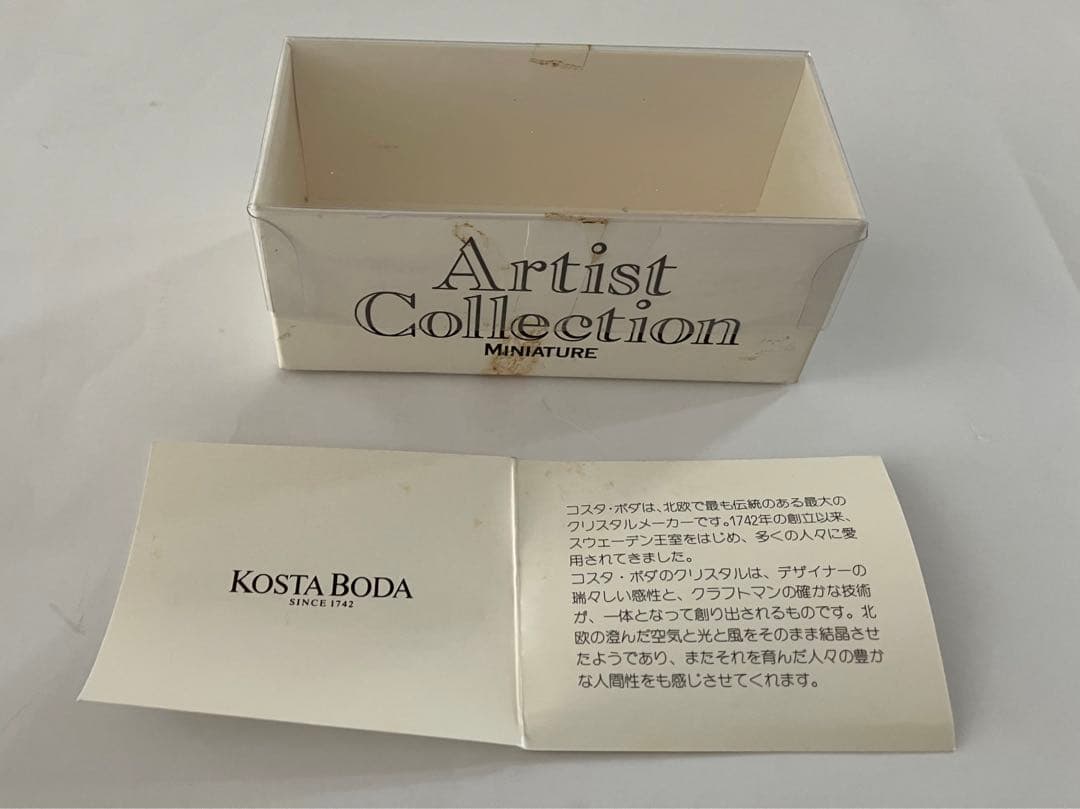 Artist
Collection
MINIATURE
KOSTA BODA
SINCE 1742
コスタ・ボダは、北欧で最も伝統のある最大の
クリスタルメーカーです。1742年の創立以来、
スウェーデン王室をはじめ、多くの人々に愛
用されてきました。
コスタ・ボダのクリスタルは、デザイナーの
瑞々しい感性と、クラフトマンの確かな技術
が、一体となって創り出されるものです。北
欧の澄んだ空気と光と風をそのまま結晶させ
たようであり、またそれを育んだ人々の豊か
な人間性をも感じさせてくれます。